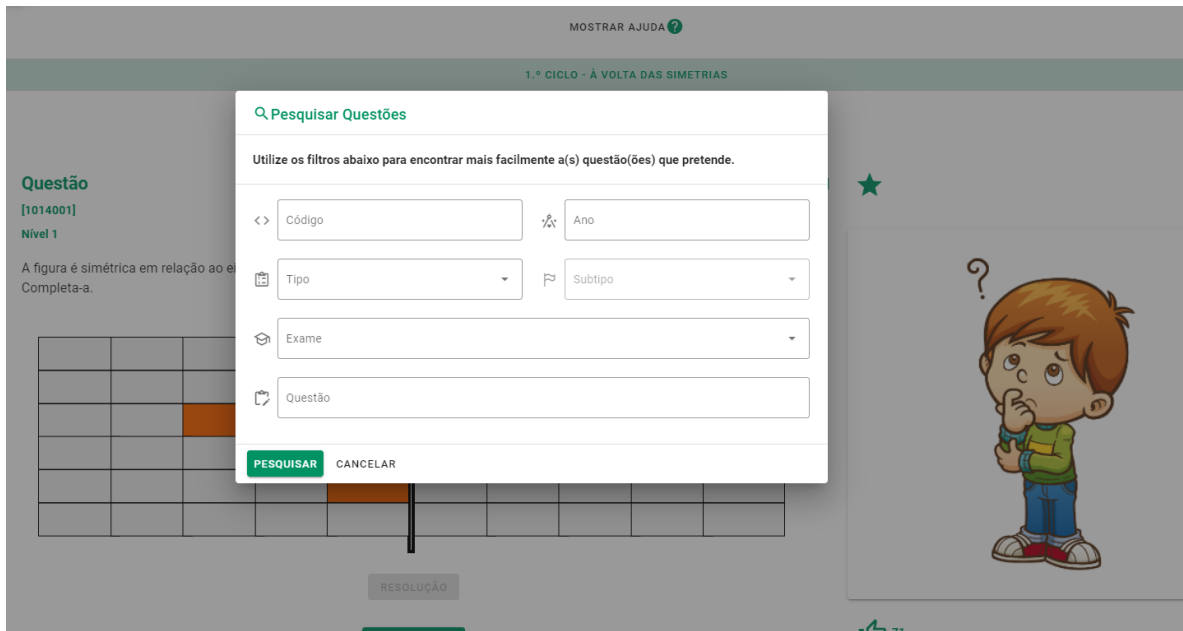 MOSTRAR AJUDA ?
1.º CICLO - À VOLTA DAS SIMETRIAS
Pesquisar Questões
Utilize os filtros abaixo para encontrar mais facilmente a(s) questão(ões) que pretende.
Questão
[1014001]
Nível 1
A figura é simétrica em relação ao
Completa-a.
Código
Ano
Tipo
Subtipo
Exame
Questão
PESQUISAR
CANCELAR
RESOLUÇÃO